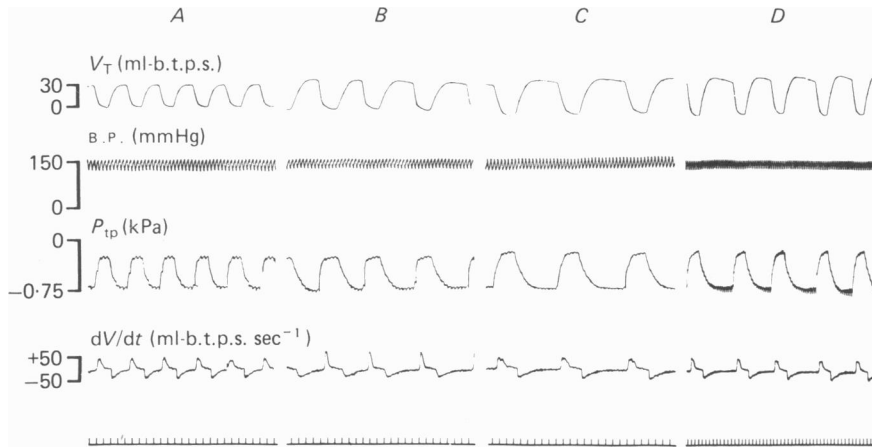 A B C D
V_T (ml-b.t.p.s.)
30
0
B.P. (mmHg)
150
0
P_tp (kPa)
0
−0·75
dV/dt (ml-b.t.p.s. sec⁻¹)
+50
−50